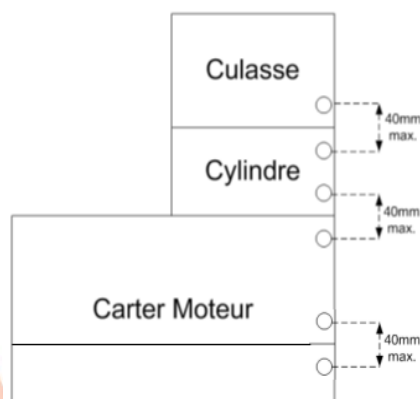 Culasse
40mm
max.
Cylindre
40mm
max.
Carter Moteur
40mm
max.